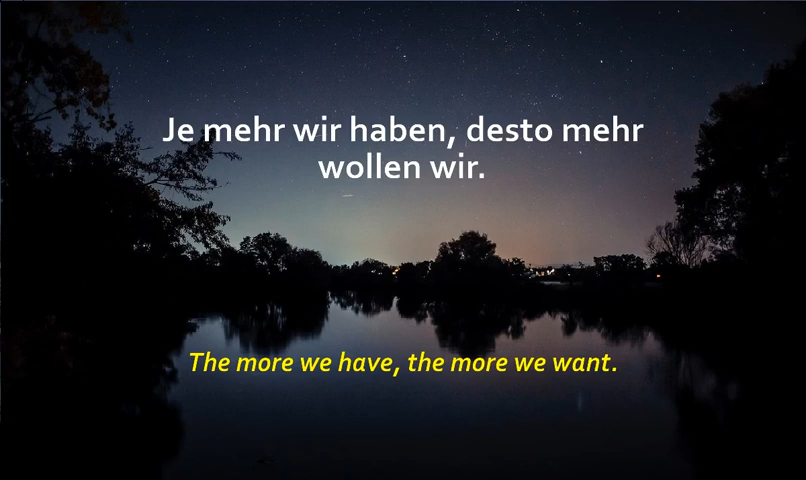 Je mehr wir haben, desto mehr
wollen wir.
The more we have, the more we want.